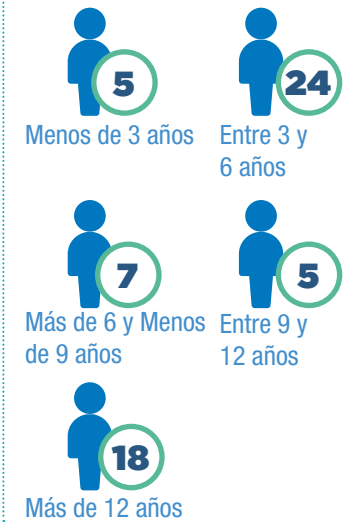 5
Menos de 3 años
24
Entre 3 y
6 años
7
Más de 6 y Menos
de 9 años
5
Entre 9 y
12 años
18
Más de 12 años